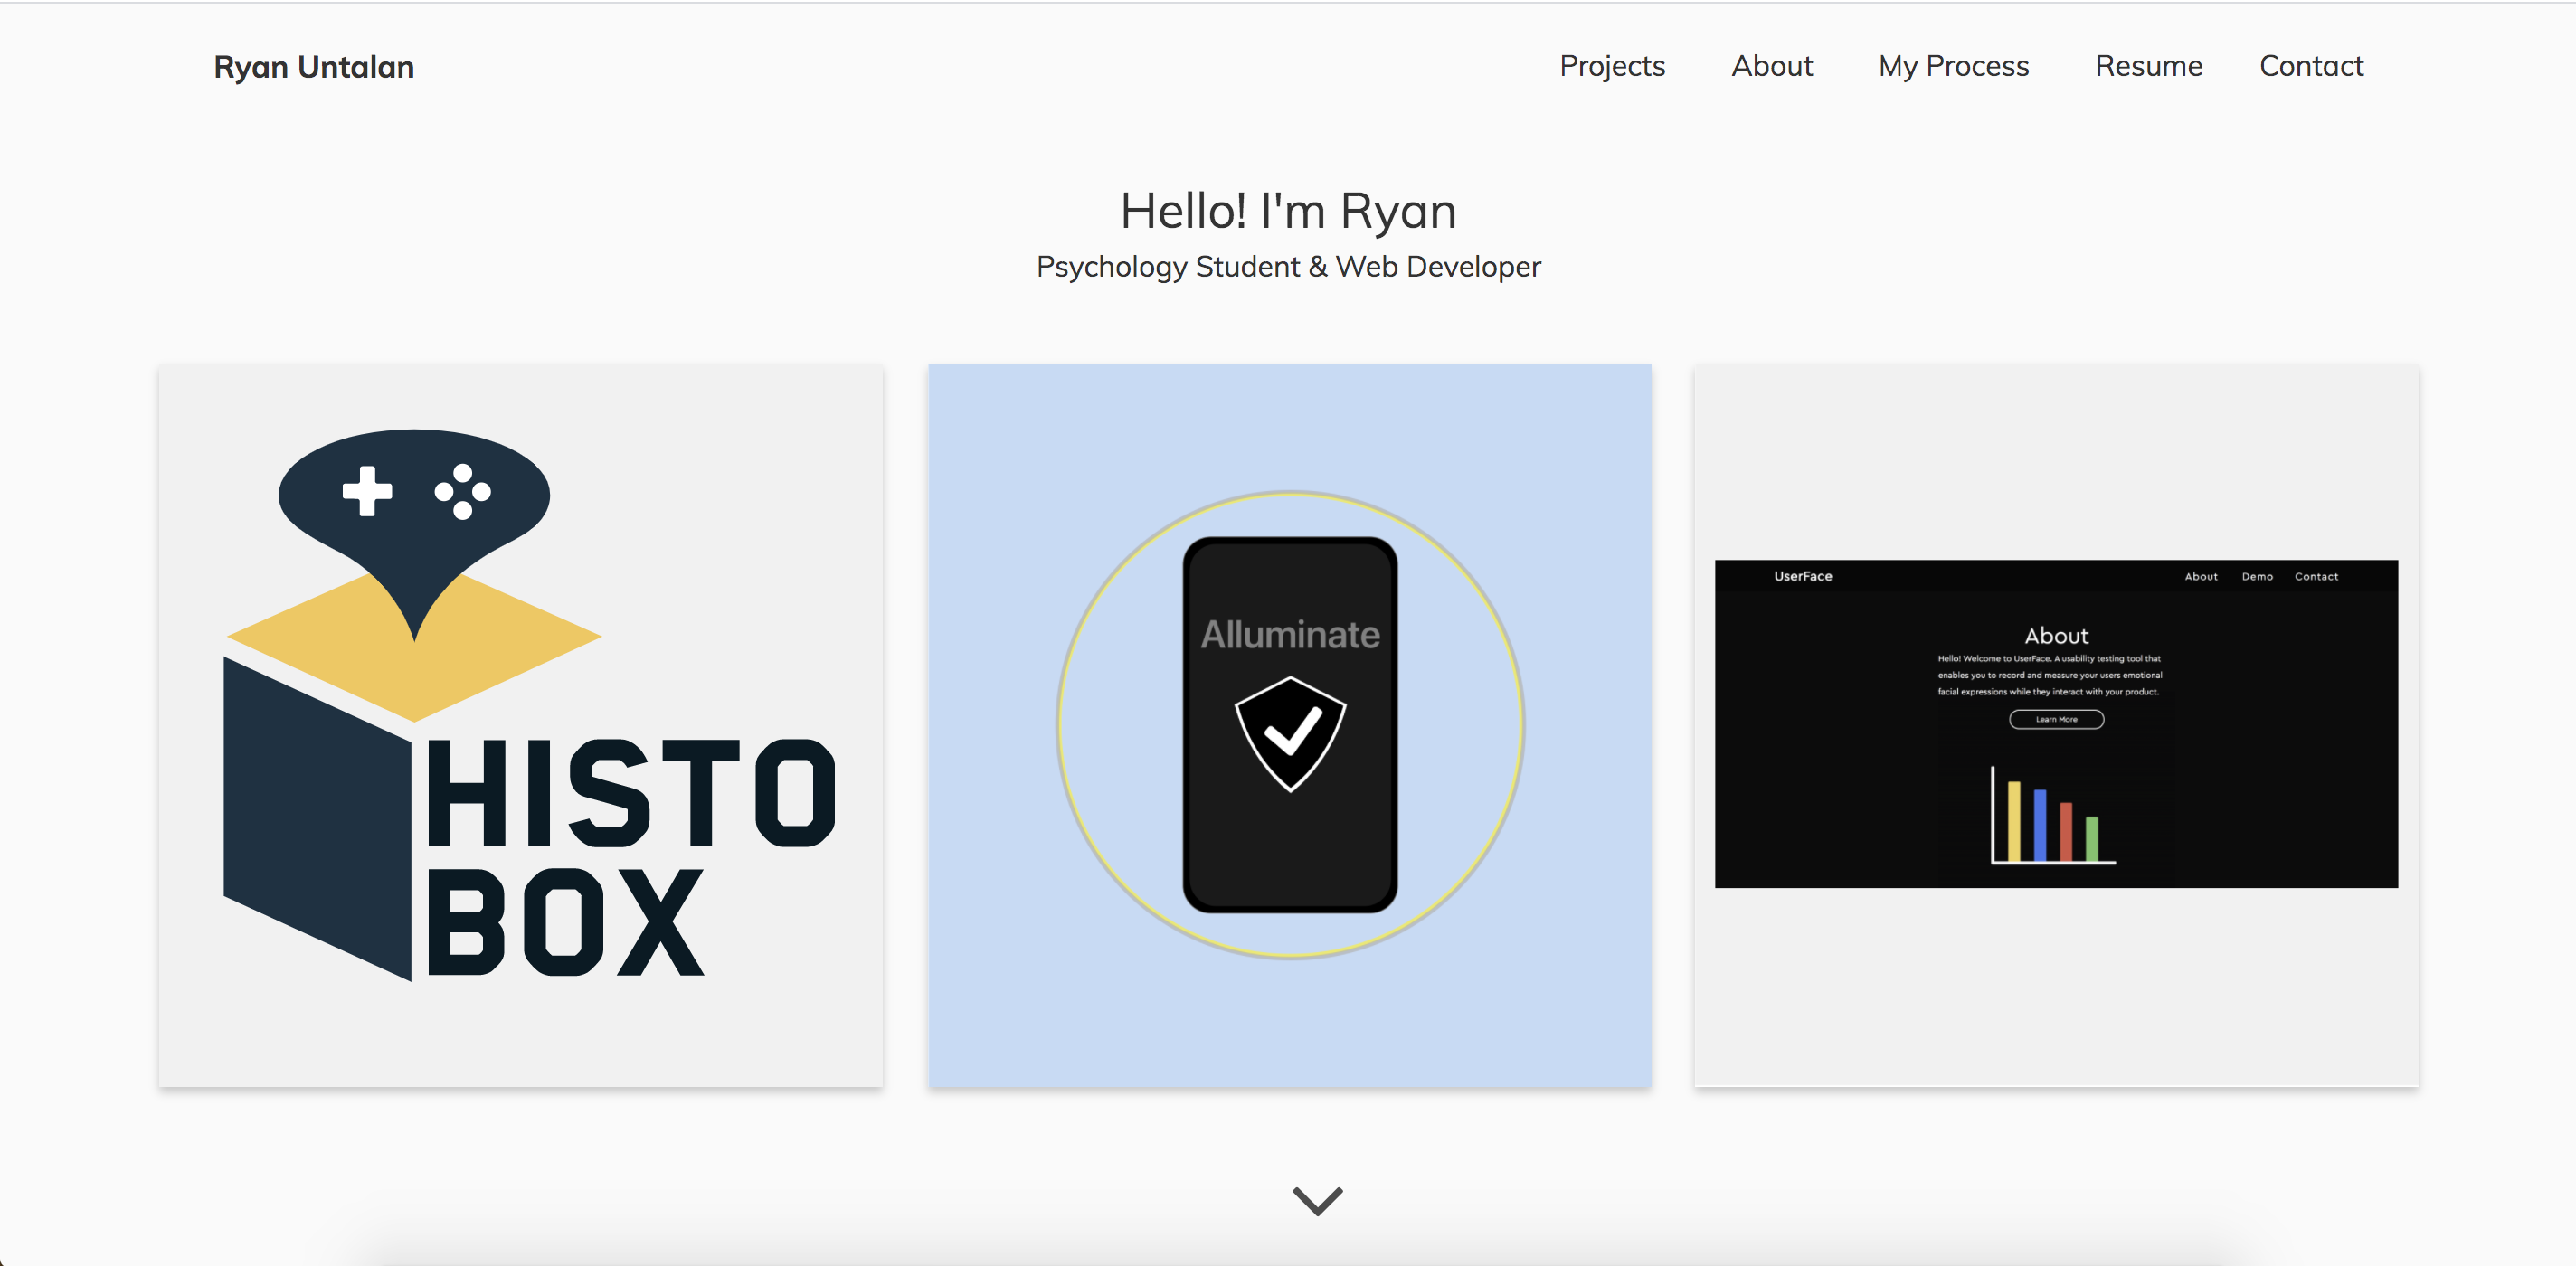 Ryan Untalan
Projects About My Process Resume Contact
Hello! I'm Ryan
Psychology Student & Web Developer
HISTO
BOX
Alluminate
UserFace
About Demo Contact
About
Hello! Welcome to UserFace. A usability testing tool that
enables you to record and measure your users emotional
facial expressions while they interact with your product.
Learn More